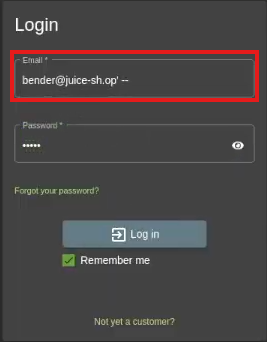 Login
Email *
bender@juice-sh.op' --
Password *
•••••
Forgot your password?
Log in
Remember me
Not yet a customer?